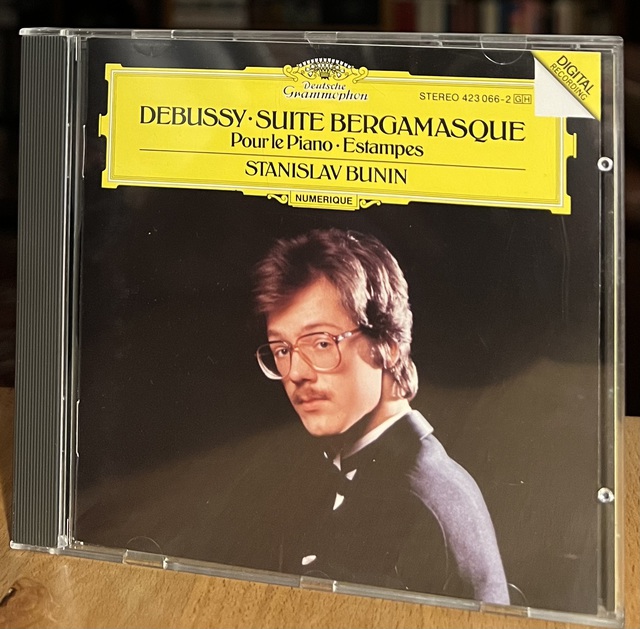 Deutsche
Grammophon
STEREO 423 066-2 GH
DIGITAL
RECORDING
DEBUSSY · SUITE BERGAMASQUE
Pour le Piano · Estampes
STANISLAV BUNIN
NUMERIQUE